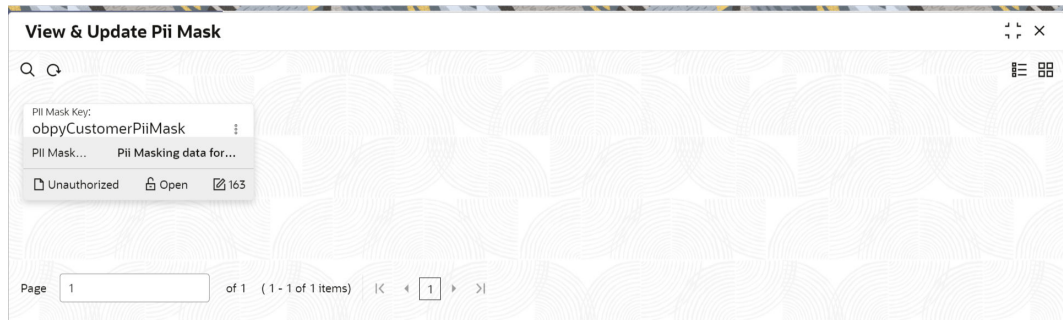 View & Update Pii Mask
PII Mask Key:
obpyCustomerPiiMask
PII Mask... Pii Masking data for...
Unauthorized Open 163
Page 1 of 1 ( 1 - 1 of 1 items) 1